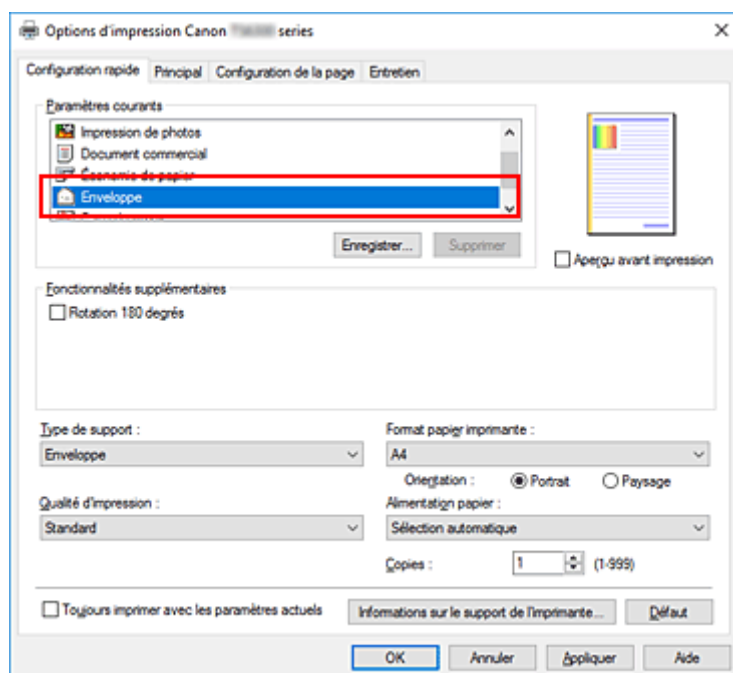 Options d'impression Canon series
Configuration rapide Principal Configuration de la page Entretien
Paramètres courants
Impression de photos
Document commercial
Économie de papier
Enveloppe
Enregistrer... Supprimer
Aperçu avant impression
Fonctionnalités supplémentaires
Rotation 180 degrés
Type de support :
Enveloppe
Format papier imprimante :
A4
Orientation : Portrait Paysage
Qualité d'impression :
Standard
Alimentation papier :
Sélection automatique
Copies : 1 (1-999)
Toujours imprimer avec les paramètres actuels
Informations sur le support de l'imprimante... Défaut
OK Annuler Appliquer Aide